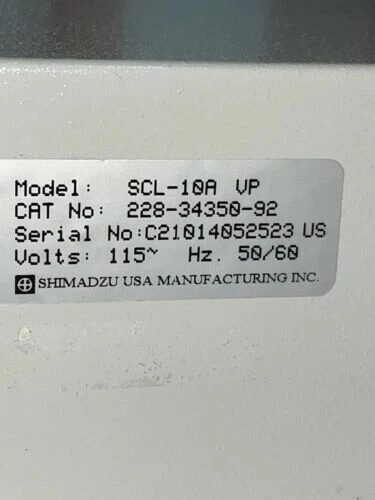 Model: SCL-10A VP
CAT No: 228-34350-92
Serial No:C21014052523 US
Volts: 115~ Hz. 50/60
SHIMADZU USA MANUFACTURING INC.